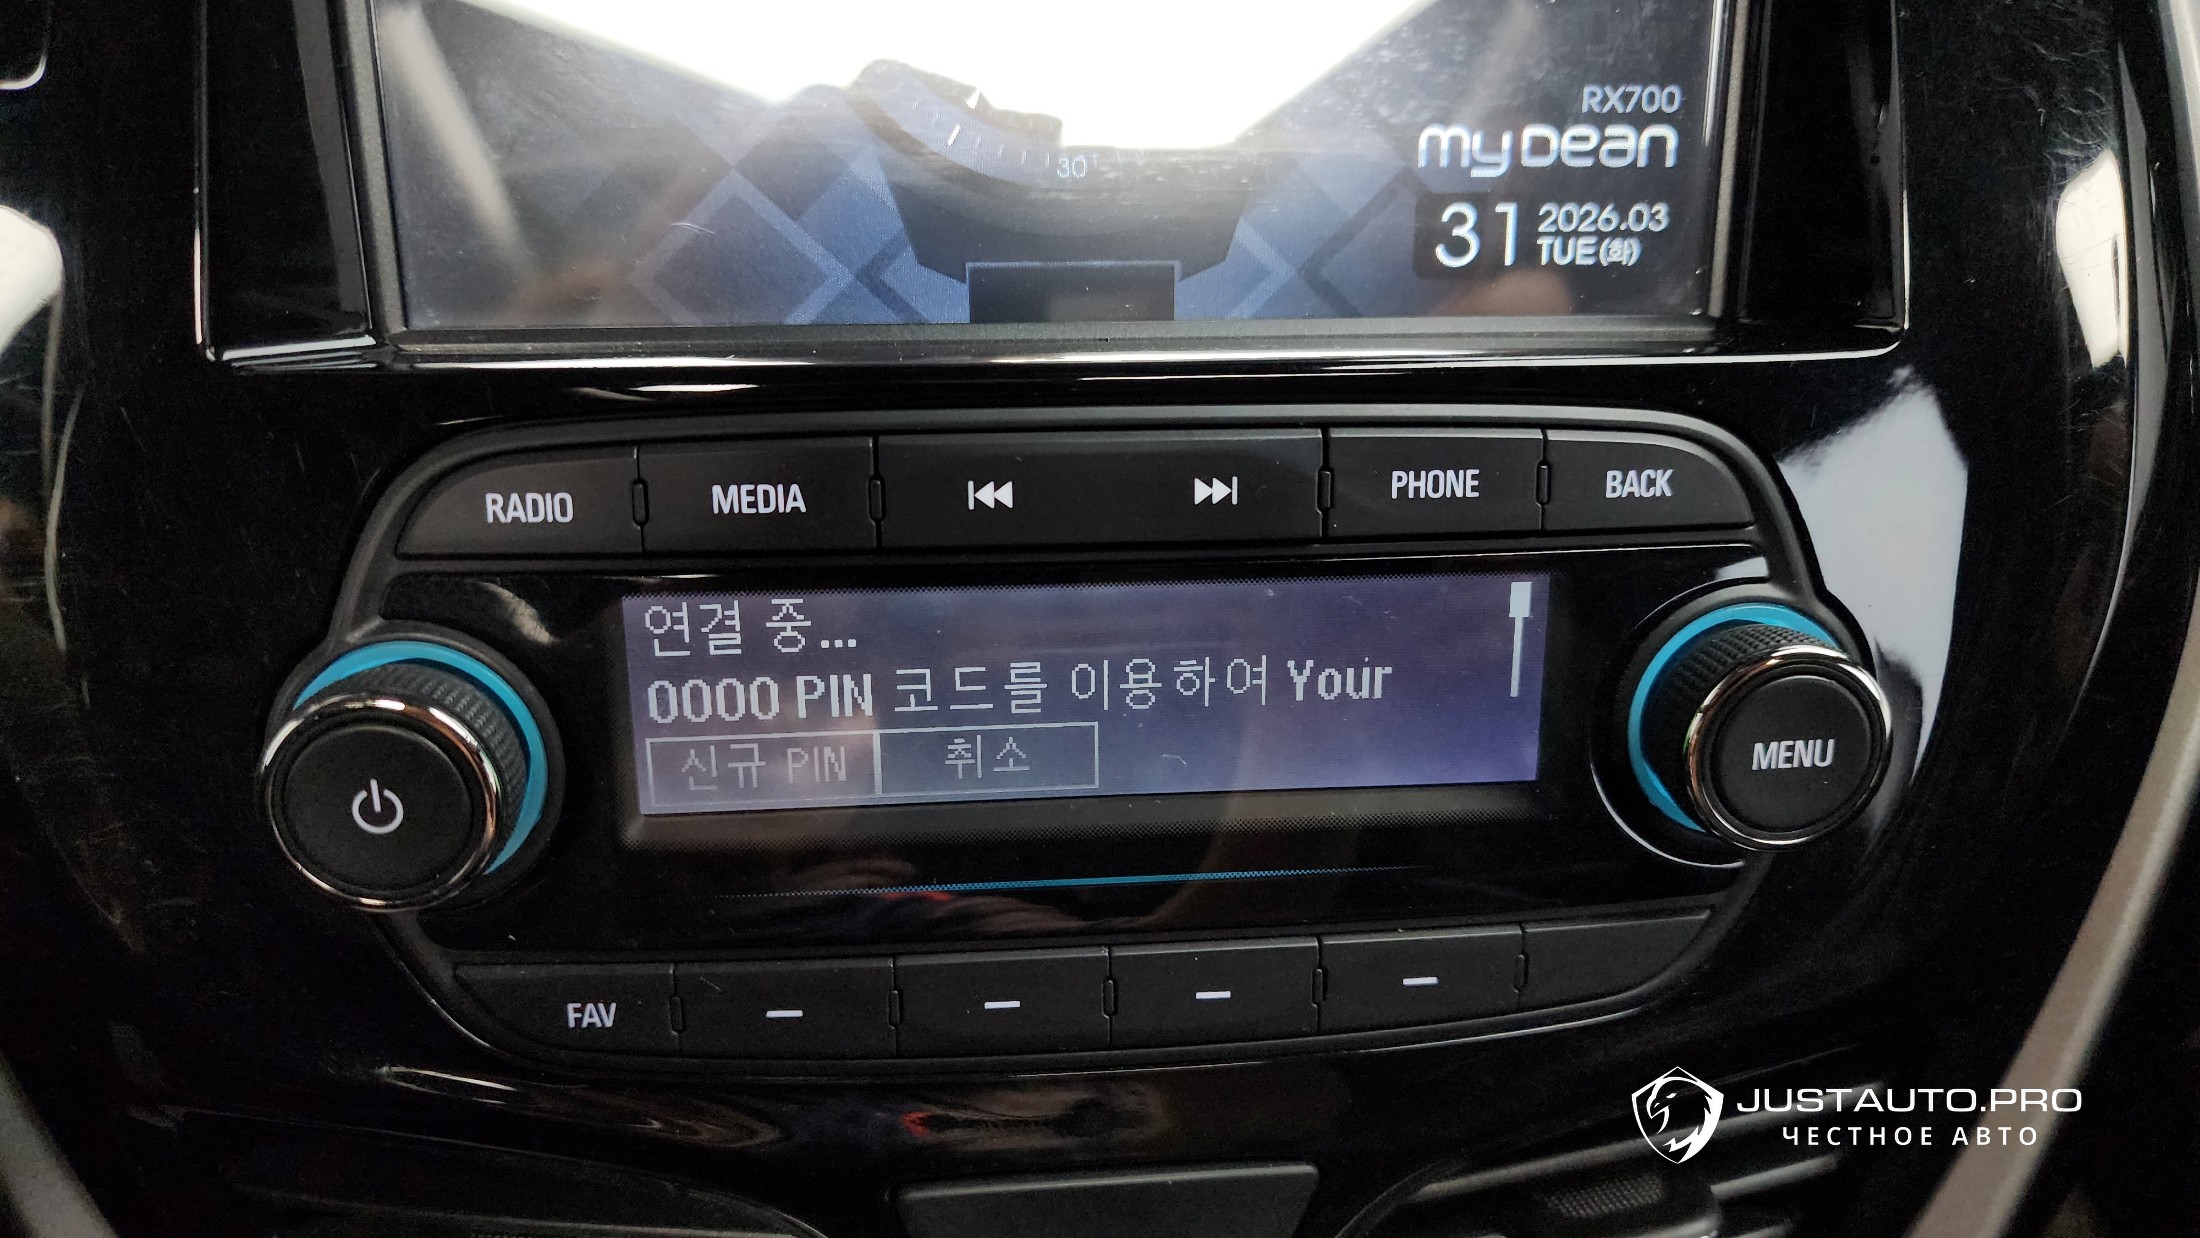 30
RX700
myDean
31 2026.03
TUE(화)
RADIO MEDIA PHONE BACK
연결 중...
0000 PIN 코드를 이용하여 Your
신규 PIN 취소
MENU
FAV
JUSTAUTO.PRO
ЧЕСТНОЕ АВТО